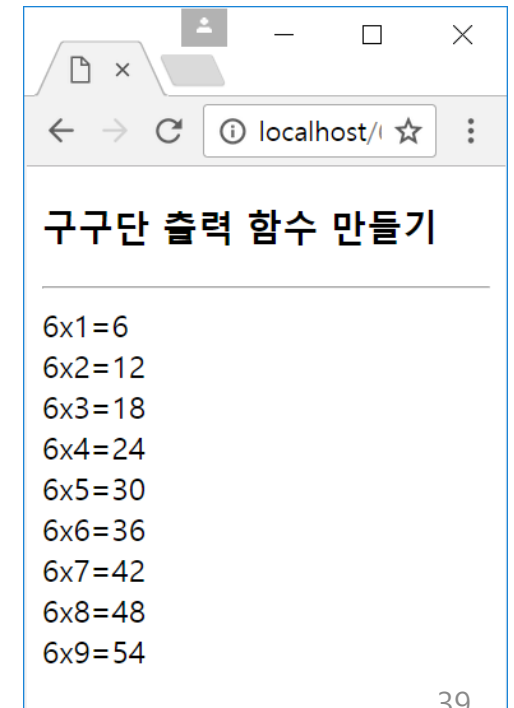 localhost/
구구단 출력 함수 만들기
6x1=6
6x2=12
6x3=18
6x4=24
6x5=30
6x6=36
6x7=42
6x8=48
6x9=54
39